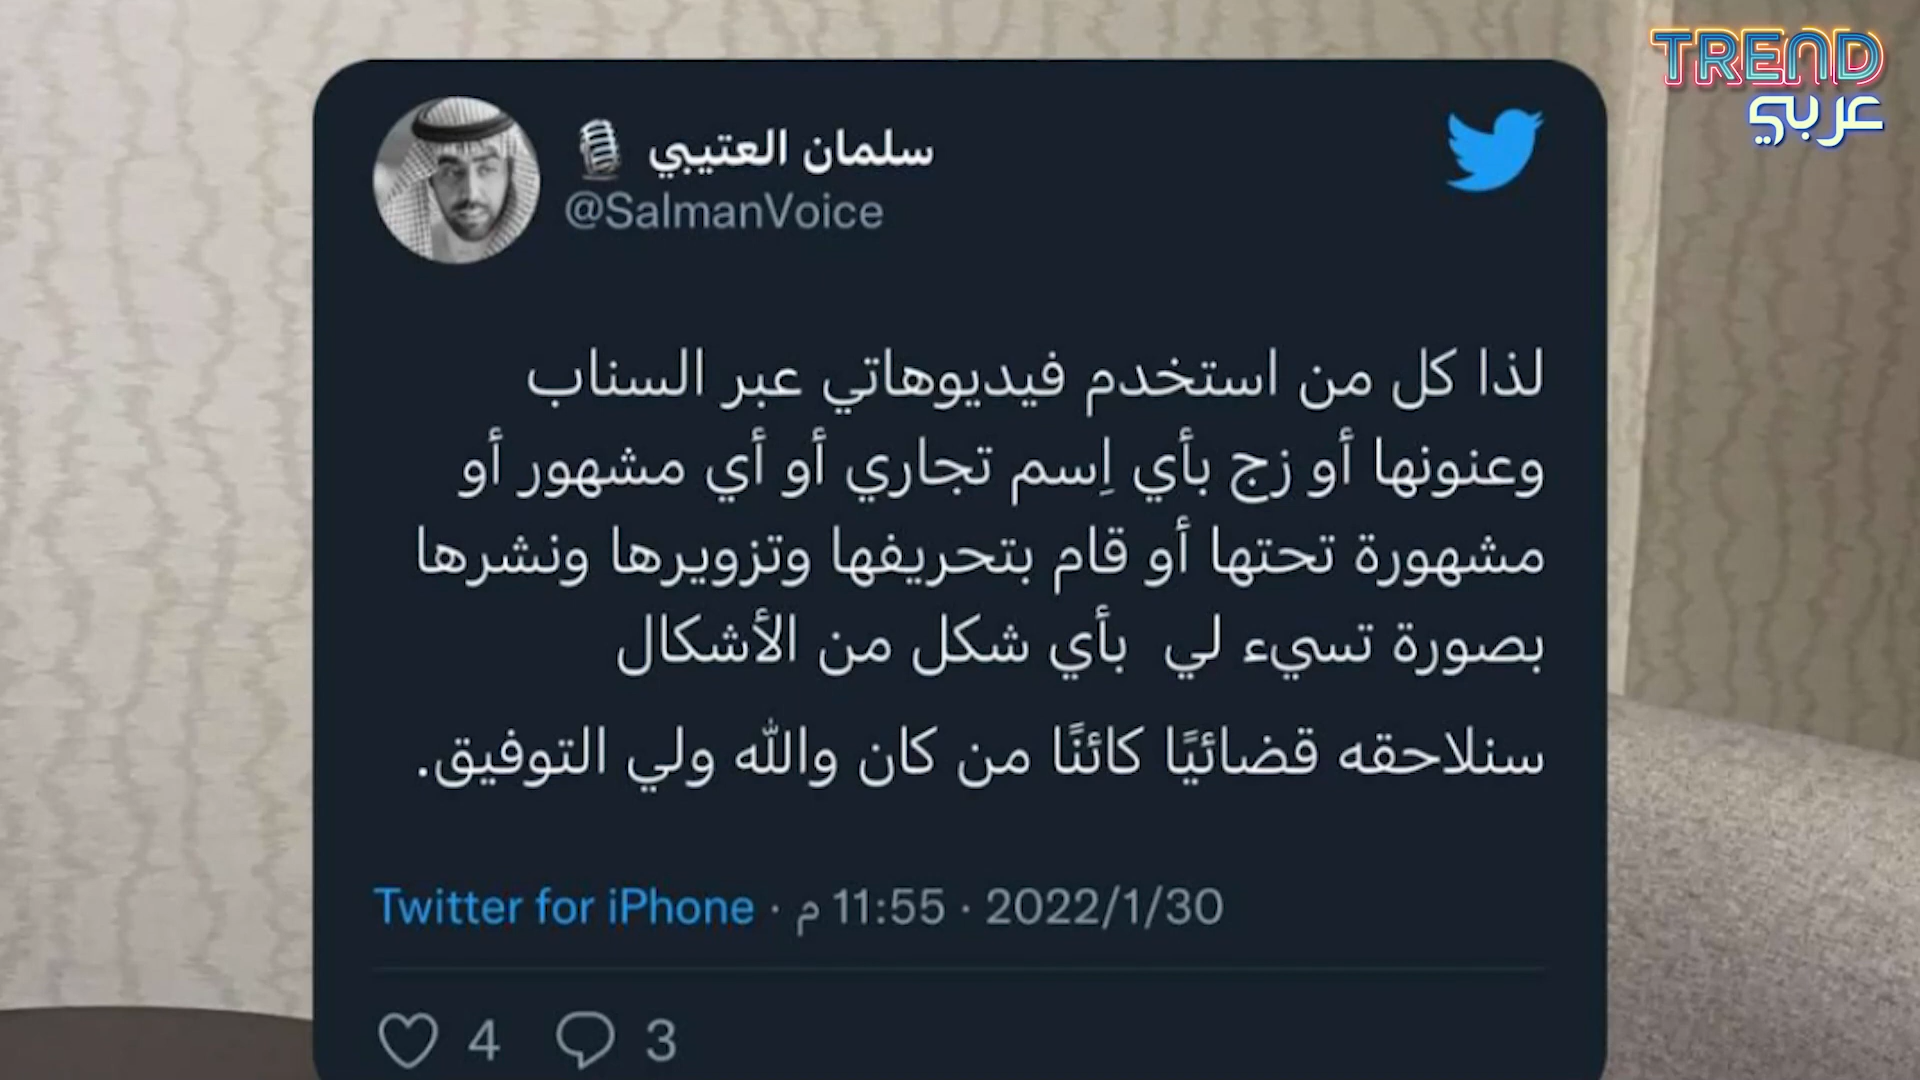 TREND
عربي
سلمان العتيبي
@SalmanVoice
لذا كل من استخدم فيديوهاتي عبر السناب
وعنونها أو زج بأي اِسم تجاري أو أي مشهور أو
مشهورة تحتها أو قام بتحريفها وتزويرها ونشرها
بصورة تسيء لي بأي شكل من الأشكال
سنلاحقه قضائيًا كائنًا من كان والله ولي التوفيق.
Twitter for iPhone · 11:55 م · 2022/1/30
4 3